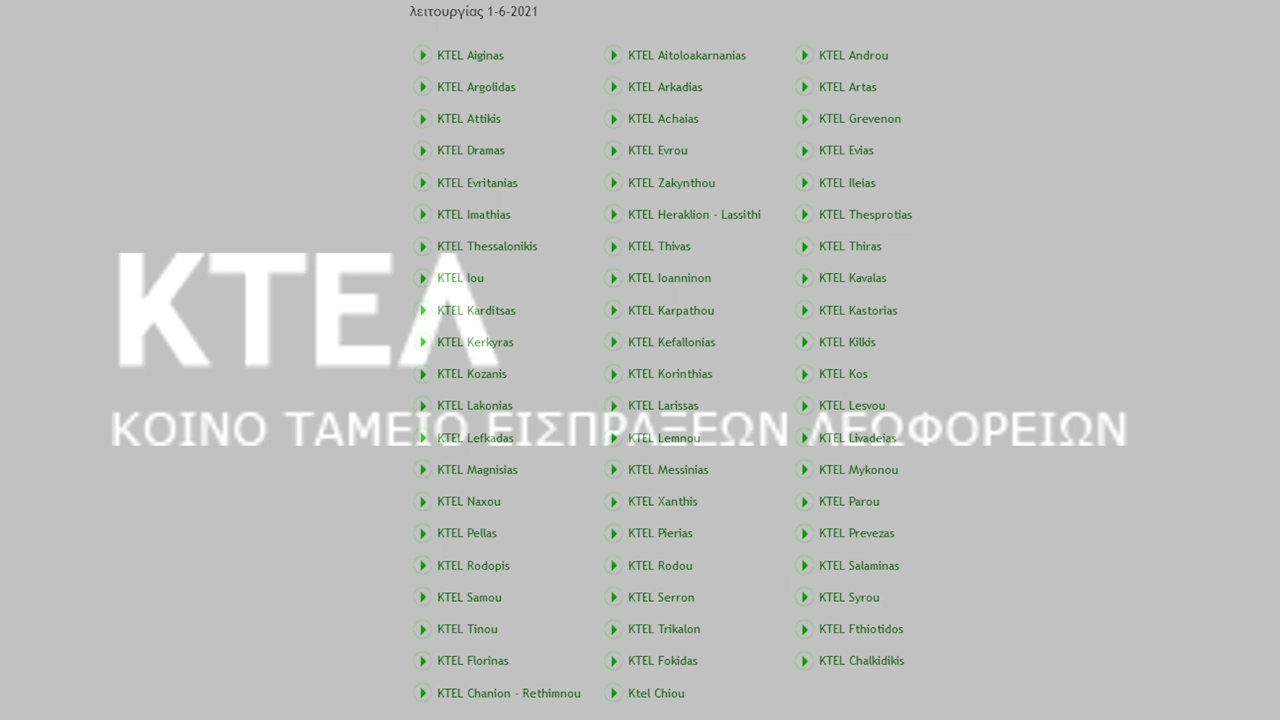 λειτουργίας 1-6-2021
KTEL Aiginas KTEL Aitoloakarnanias KTEL Androu
KTEL Argolidas KTEL Arkadias KTEL Artas
KTEL Attikis KTEL Achaias KTEL Grevenon
KTEL Dramas KTEL Evrou KTEL Evias
KTEL Evritanias KTEL Zakynthou KTEL Ileias
KTEL Imathias KTEL Heraklion - Lassithi KTEL Thesprotias
KTEL Thessalonikis KTEL Thivas KTEL Thiras
KTEL Iou KTEL Ioanninon KTEL Kavalas
ΚΤΕΛ
KTEL Karditsas KTEL Karpathou KTEL Kastorias
KTEL Kerkyras KTEL Kefallonias KTEL Kilkis
KTEL Kozanis KTEL Korinthias KTEL Kos
KTEL Lakonias KTEL Larissas KTEL Lesvou
ΚΟΙΝΟ ΤΑΜΕΙΟ ΕΙΣΠΡΑΞΕΩΝ ΛΕΩΦΟΡΕΙΩΝ
KTEL Lefkadas KTEL Lemnou KTEL Livadeias
KTEL Magnisias KTEL Messinias KTEL Mykonou
KTEL Naxou KTEL Xanthis KTEL Parou
KTEL Pellas KTEL Pierias KTEL Prevezas
KTEL Rodopis KTEL Rodou KTEL Salaminas
KTEL Samou KTEL Serron KTEL Syrou
KTEL Tinou KTEL Trikalon KTEL Fthiotidos
KTEL Florinas KTEL Fokidas KTEL Chalkidikis
KTEL Chanion - Rethimnou Ktel Chiou